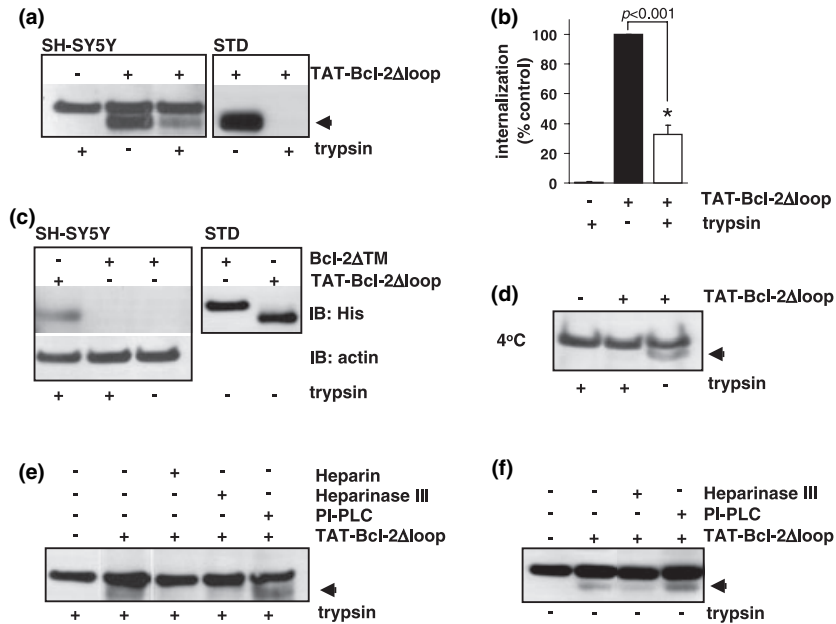 (a)
SH-SY5Y STD
- + + + + TAT-Bcl-2Δloop
+ - + - + trypsin
(b)
p<0.001
*
internalization
(% control)
100
80
60
40
20
0
- + + TAT-Bcl-2Δloop
+ - + trypsin
(c)
SH-SY5Y STD
- + + + - Bcl-2ΔTM
+ - - - + TAT-Bcl-2Δloop
IB: His
IB: actin
+ + - - - trypsin
(d)
- + + TAT-Bcl-2Δloop
4°C
+ + - trypsin
(e)
- - + - - Heparin
- - - + - Heparinase III
- - - - + PI-PLC
- + + + + TAT-Bcl-2Δloop
+ + + + + trypsin
(f)
- - + - Heparinase III
- - - + PI-PLC
- + + + TAT-Bcl-2Δloop
- - - - trypsin